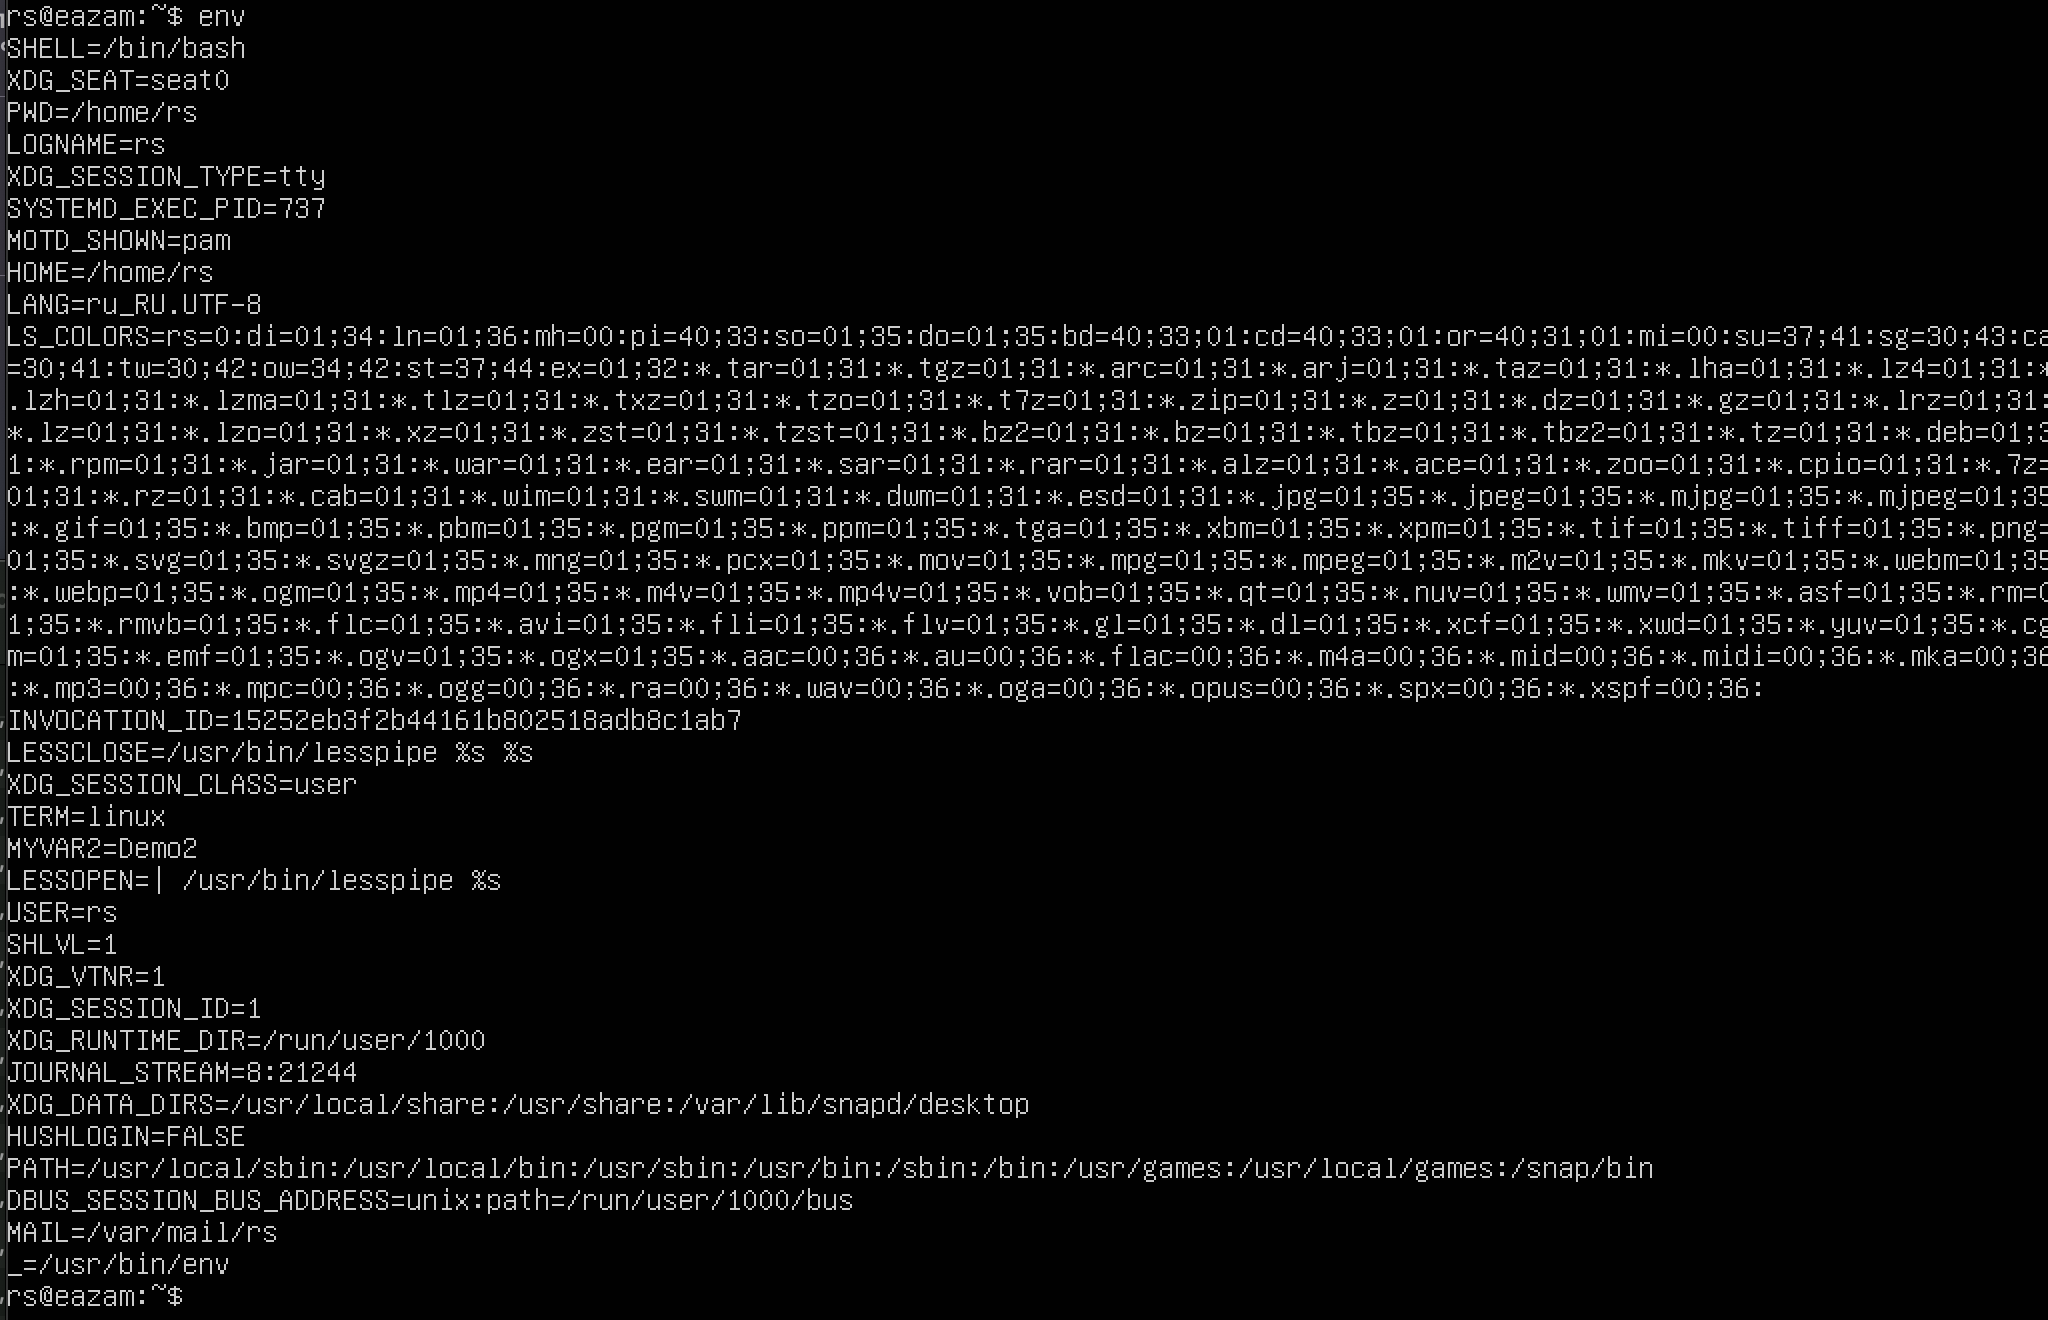 rs@eazam:~$ env
SHELL=/bin/bash
XDG_SEAT=seat0
PWD=/home/rs
LOGNAME=rs
XDG_SESSION_TYPE=tty
SYSTEMD_EXEC_PID=737
MOTD_SHOWN=pam
HOME=/home/rs
LANG=ru_RU.UTF-8
LS_COLORS=rs=0:di=01;34:ln=01;36:mh=00:pi=40;33:so=01;35:do=01;35:bd=40;33;01:cd=40;33;01:or=40;31;01:mi=00:su=37;41:sg=30;43:ca
=30;41:tw=30;42:ow=34;42:st=37;44:ex=01;32:*.tar=01;31:*.tgz=01;31:*.arc=01;31:*.arj=01;31:*.taz=01;31:*.lha=01;31:*.lz4=01;31:*
.lzh=01;31:*.lzma=01;31:*.tlz=01;31:*.txz=01;31:*.tzo=01;31:*.t7z=01;31:*.zip=01;31:*.z=01;31:*.dz=01;31:*.gz=01;31:*.lrz=01;31:
*.lz=01;31:*.lzo=01;31:*.xz=01;31:*.zst=01;31:*.tzst=01;31:*.bz2=01;31:*.bz=01;31:*.tbz=01;31:*.tbz2=01;31:*.tz=01;31:*.deb=01;3
1:*.rpm=01;31:*.jar=01;31:*.war=01;31:*.ear=01;31:*.sar=01;31:*.rar=01;31:*.alz=01;31:*.ace=01;31:*.zoo=01;31:*.cpio=01;31:*.7z=
01;31:*.rz=01;31:*.cab=01;31:*.wim=01;31:*.swm=01;31:*.dwm=01;31:*.esd=01;31:*.jpg=01;35:*.jpeg=01;35:*.mjpg=01;35:*.mjpeg=01;35
:*.gif=01;35:*.bmp=01;35:*.pbm=01;35:*.pgm=01;35:*.ppm=01;35:*.tga=01;35:*.xbm=01;35:*.xpm=01;35:*.tif=01;35:*.tiff=01;35:*.png=
01;35:*.svg=01;35:*.svgz=01;35:*.mng=01;35:*.pcx=01;35:*.mov=01;35:*.mpg=01;35:*.mpeg=01;35:*.m2v=01;35:*.mkv=01;35:*.webm=01;35
:*.webp=01;35:*.ogm=01;35:*.mp4=01;35:*.m4v=01;35:*.mp4v=01;35:*.vob=01;35:*.qt=01;35:*.nuv=01;35:*.wmv=01;35:*.asf=01;35:*.rm=0
1;35:*.rmvb=01;35:*.flc=01;35:*.avi=01;35:*.fli=01;35:*.flv=01;35:*.gl=01;35:*.dl=01;35:*.xcf=01;35:*.xwd=01;35:*.yuv=01;35:*.cg
m=01;35:*.emf=01;35:*.ogv=01;35:*.ogx=01;35:*.aac=00;36:*.au=00;36:*.flac=00;36:*.m4a=00;36:*.mid=00;36:*.midi=00;36:*.mka=00;36
:*.mp3=00;36:*.mpc=00;36:*.ogg=00;36:*.ra=00;36:*.wav=00;36:*.oga=00;36:*.opus=00;36:*.spx=00;36:*.xspf=00;36:
INVOCATION_ID=15252eb3f2b44161b802518adb8c1ab7
LESSCLOSE=/usr/bin/lesspipe %s %s
XDG_SESSION_CLASS=user
TERM=linux
MYVAR2=Demo2
LESSOPEN=| /usr/bin/lesspipe %s
USER=rs
SHLVL=1
XDG_VTNR=1
XDG_SESSION_ID=1
XDG_RUNTIME_DIR=/run/user/1000
JOURNAL_STREAM=8:21244
XDG_DATA_DIRS=/usr/local/share:/usr/share:/var/lib/snapd/desktop
HUSHLOGIN=FALSE
PATH=/usr/local/sbin:/usr/local/bin:/usr/sbin:/usr/bin:/sbin:/bin:/usr/games:/usr/local/games:/snap/bin
DBUS_SESSION_BUS_ADDRESS=unix:path=/run/user/1000/bus
MAIL=/var/mail/rs
_=/usr/bin/env
rs@eazam:~$